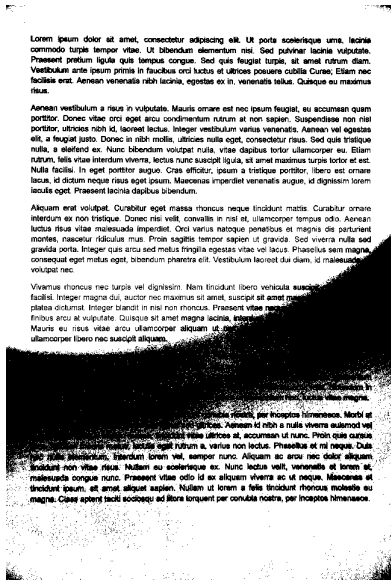 Lorem ipsum dolor sit amet, consectetur adipiscing elit. Ut porta scelerisque urna, lacinia
commodo turpis tempor vitae. Ut bibendum elementum nisi. Sed pulvinar lacinia vulputate.
Praesent pretium ligula quis tempus congue. Sed quis feugiat turpis, sit amet rutrum diam.
Vestibulum ante ipsum primis in faucibus orci luctus et ultrices posuere cubilia Curae; Etiam nec
facilisis erat. Aenean venenatis nibh lacinia, egestas ex in, venenatis tellus. Quisque eu maximus
risus.
Aenean vestibulum a risus in vulputate. Mauris ornare est nec ipsum feugiat, eu accumsan quam
porttitor. Donec vitae orci eget arcu condimentum rutrum at non sapien. Suspendisse non nisl
porttitor, ultricies nibh id, laoreet lectus. Integer vestibulum varius venenatis. Aenean vel egestas
elit, a feugiat justo. Donec in nibh mollis, ultricies nulla eget, consectetur risus. Sed quis tristique
nulla, a eleifend ex. Nunc bibendum volutpat nulla, vitae dapibus tortor ullamcorper eu. Etiam
rutrum, felis vitae interdum viverra, lectus nunc suscipit ligula, sit amet maximus turpis tortor et est.
Nulla facilisi. In eget porttitor augue. Cras efficitur, ipsum a tristique porttitor, libero est ornare
lacus, id dictum neque risus eget ipsum. Maecenas imperdiet venenatis augue, id dignissim lorem
iaculis eget. Praesent lacinia dapibus bibendum.
Aliquam erat volutpat. Curabitur eget massa rhoncus neque tincidunt mattis. Curabitur ornare
interdum ex non tristique. Donec nisi velit, convallis in nisl et, ullamcorper tempus odio. Aenean
luctus risus vitae malesuada imperdiet. Orci varius natoque penatibus et magnis dis parturient
montes, nascetur ridiculus mus. Proin sagittis tempor sapien ut gravida. Sed viverra nulla sed
gravida porta. Integer quis arcu sed metus fringilla egestas vitae vel lacus. Phasellus sem magna,
consequat eget metus eget, bibendum pharetra elit. Vestibulum laoreet dui diam, id malesuada
volutpat nec.
Vivamus rhoncus nec turpis vel dignissim. Nam tincidunt libero vehicula suscipit
facilisi. Integer magna dui, auctor nec maximus sit amet, suscipit sit amet
platea dictumst. Integer blandit in nisl non rhoncus. Praesent vitae
finibus arcu at vulputate. Quisque sit amet magna lacinia,
Mauris eu risus vitae arcu ullamcorper aliquam ut
ullamcorper libero nec suscipit aliquam.
in
luctus vitae magna.
nostra, per inceptos himenaeos. Morbi at
ultrices. Aenean id nibh a nulla viverra euismod vel
vitae ultrices at, accumsan ut nunc. Proin quis cursus
eget rutrum a, varius non lectus. Phasellus et mi neque. Duis
elementum, interdum lorem vel, semper nunc. Aliquam ac arcu nec dolor aliquam
tincidunt non vitae risus. Nullam eu scelerisque ex. Nunc lectus velit, venenatis et lorem at,
malesuada congue nunc. Praesent vitae odio id ex aliquam viverra ac ut neque. Maecenas et
tincidunt ipsum, sit amet aliquet sapien. Nullam ut lorem a felis tincidunt rhoncus molestie eu
magna. Class aptent taciti sociosqu ad litora torquent per conubia nostra, per inceptos himenaeos.